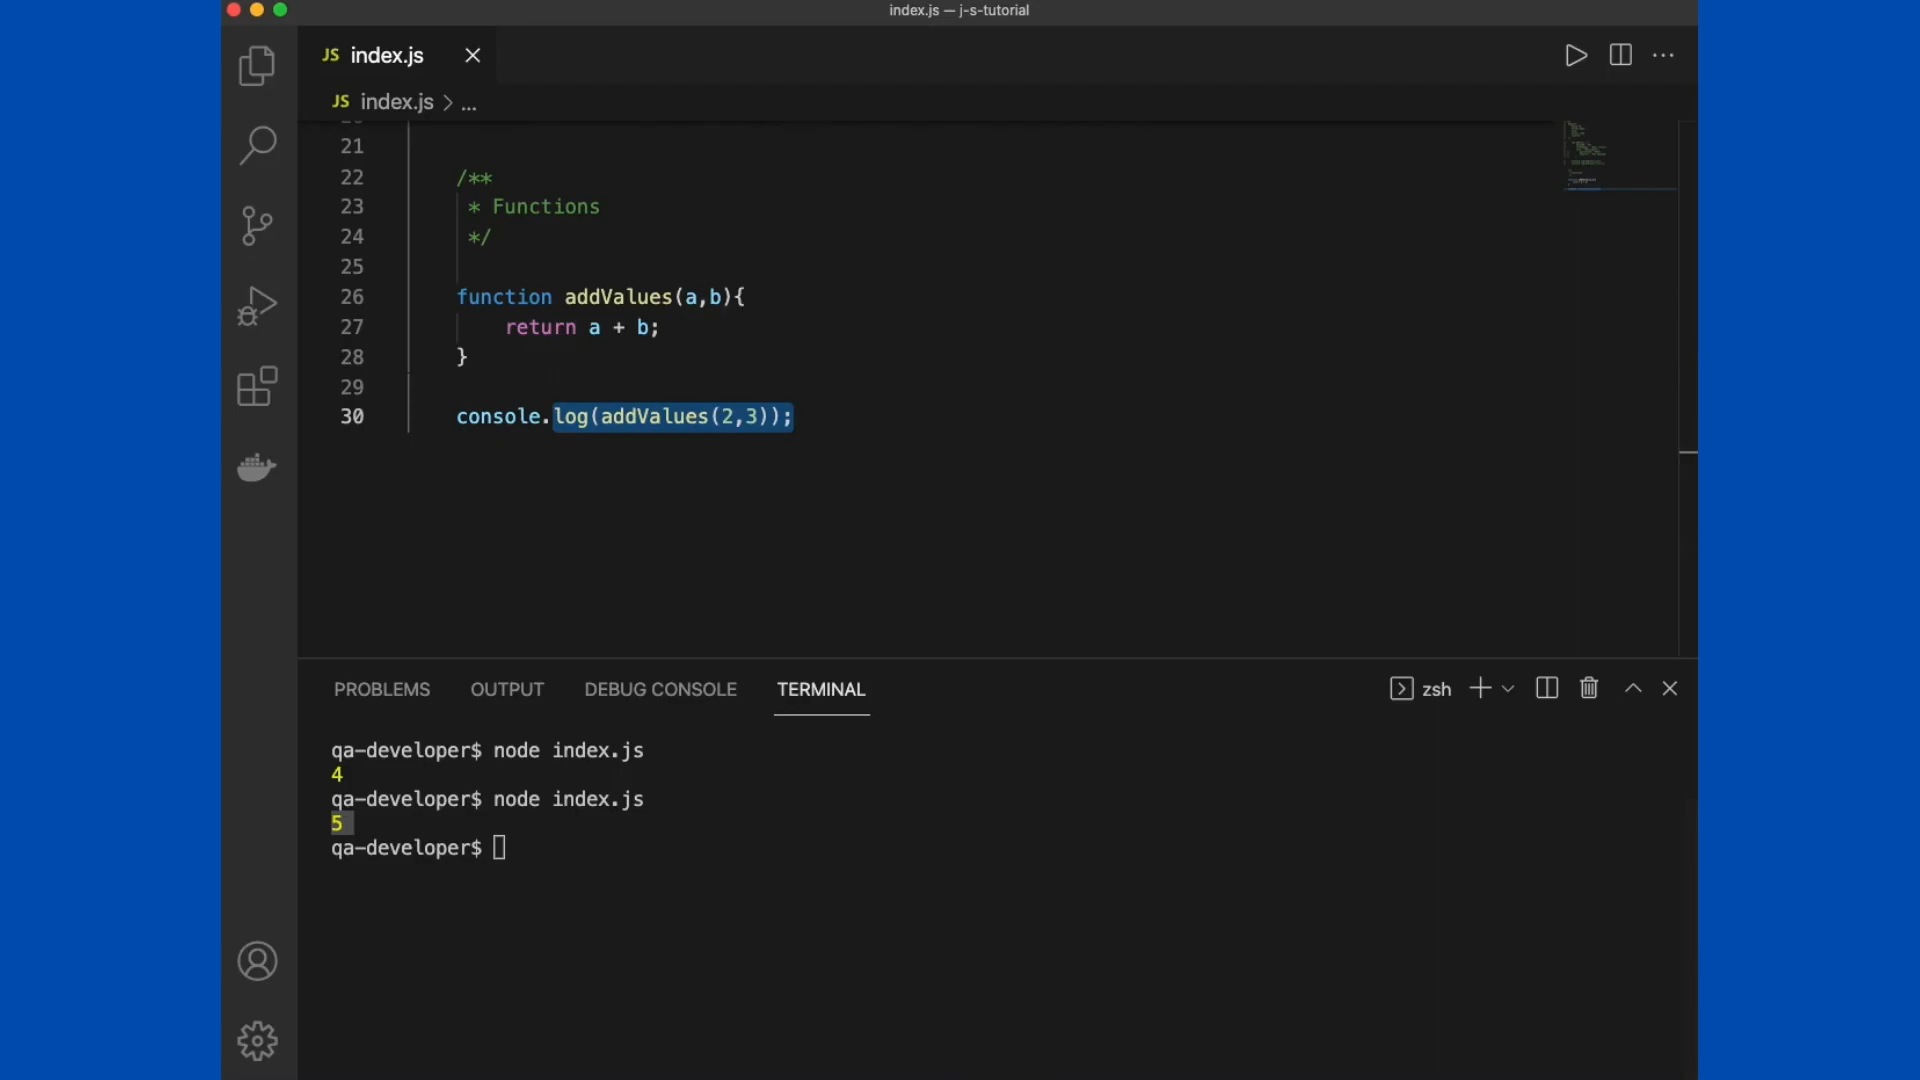 index.js — j-s-tutorial
JS index.js
JS index.js > ...
21
22 /**
23 * Functions
24 */
25
26 function addValues(a,b){
27 return a + b;
28 }
29
30 console.log(addValues(2,3));
PROBLEMS OUTPUT DEBUG CONSOLE TERMINAL zsh
qa-developer$ node index.js
4
qa-developer$ node index.js
5
qa-developer$